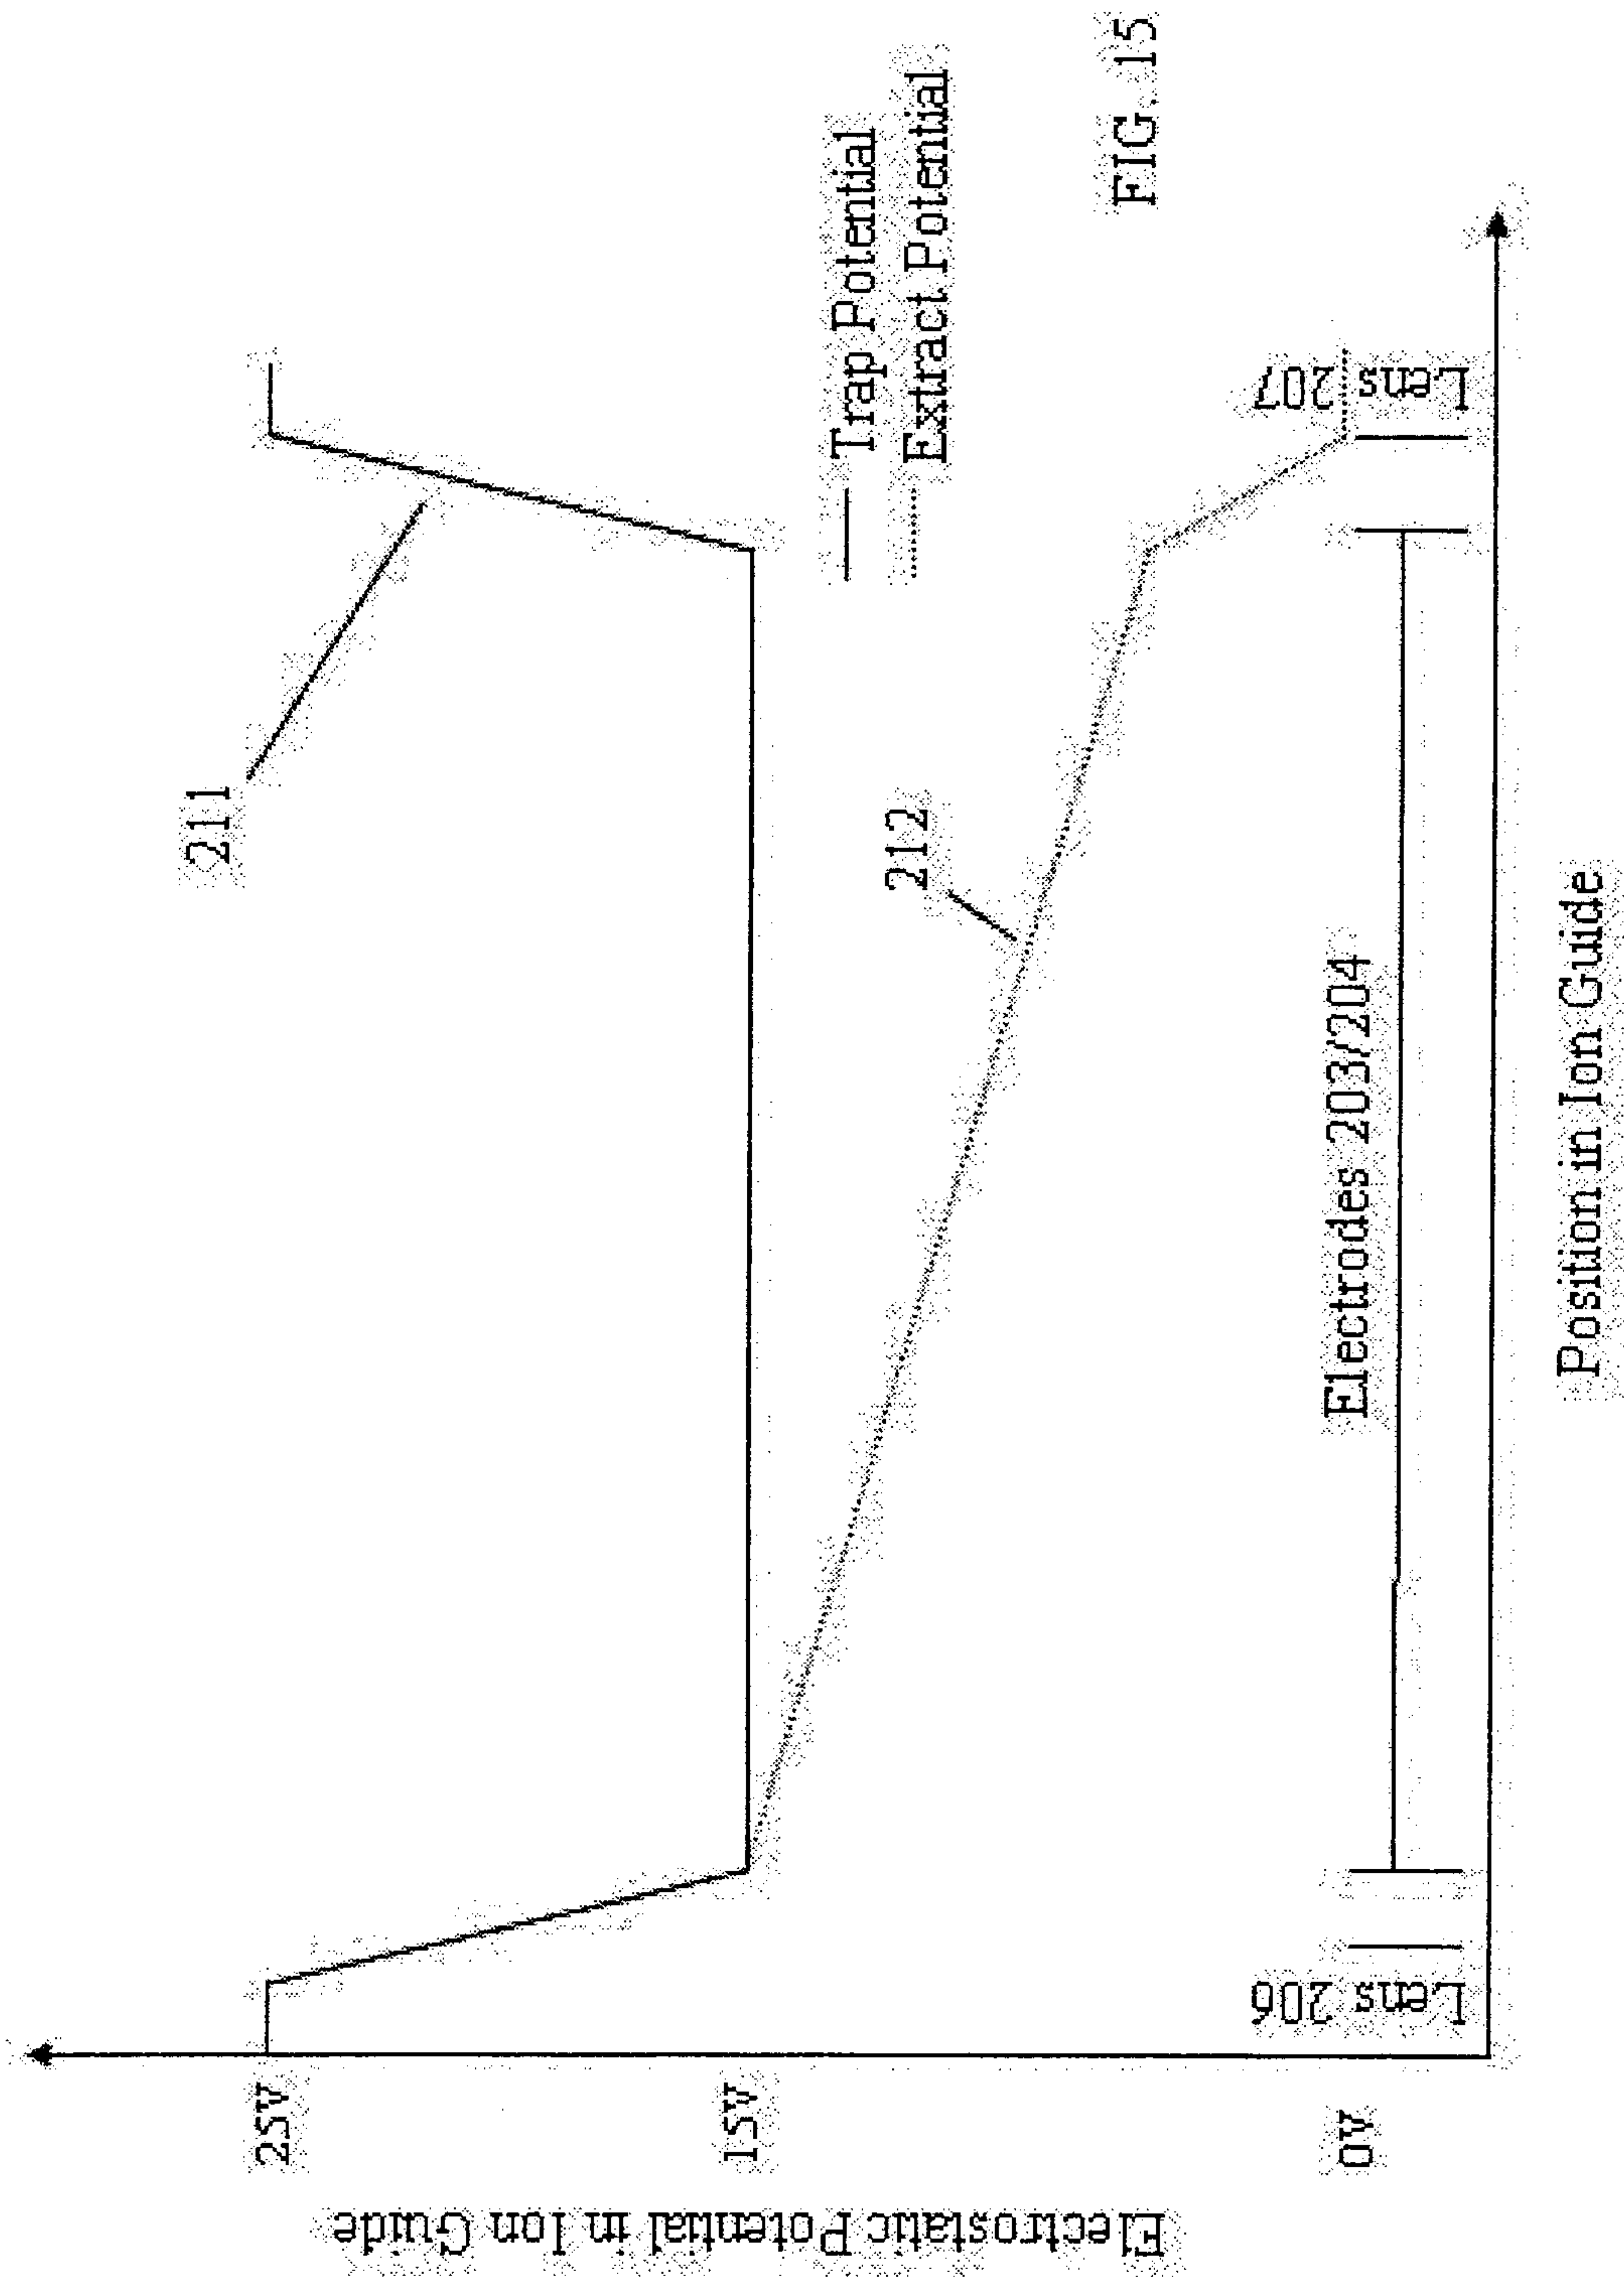 Electrostatic Potential in Ion Guide
25V
15V
0V
211
212
Trap Potential
Extract Potential
Lens 206
Electrodes 203/204
Lens 207
Position in Ion Guide
FIG. 15